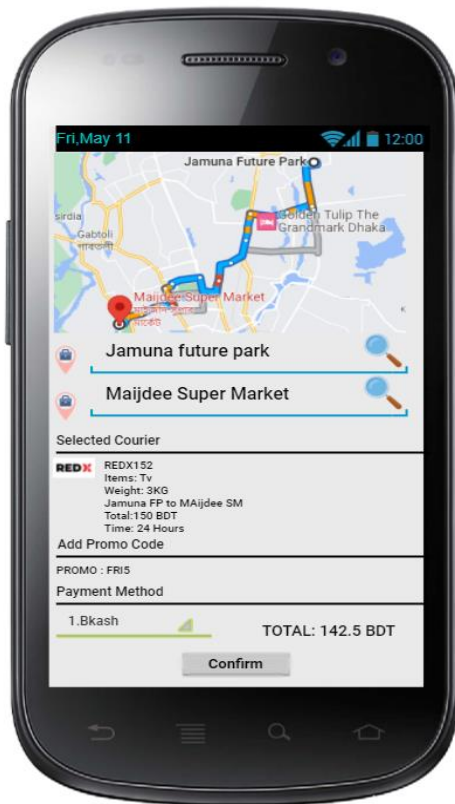 Fri,May 11
12:00
Jamuna Future Park
sirdia
Golden Tulip The
Grandmark Dhaka
Gabtoli
গাবতলী
Maijdee Super Market
মার্কেট
Jamuna future park
Maijdee Super Market
Selected Courier
REDX
REDX152
Items: Tv
Weight: 3KG
Jamuna FP to MAijdee SM
Total:150 BDT
Time: 24 Hours
Add Promo Code
PROMO : FRI5
Payment Method
1.Bkash
TOTAL: 142.5 BDT
Confirm